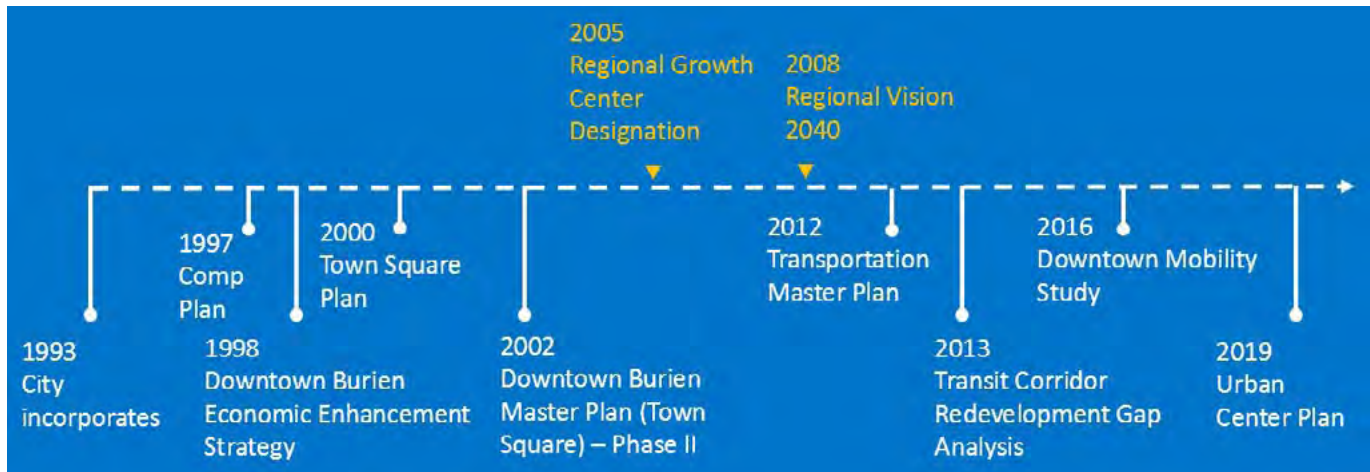 2005
Regional Growth
Center
Designation
2008
Regional Vision
2040
1993
City
incorporates
1997
Comp
Plan
1998
Downtown Burien
Economic Enhancement
Strategy
2000
Town Square
Plan
2002
Downtown Burien
Master Plan (Town
Square) – Phase II
2012
Transportation
Master Plan
2013
Transit Corridor
Redevelopment Gap
Analysis
2016
Downtown Mobility
Study
2019
Urban
Center Plan